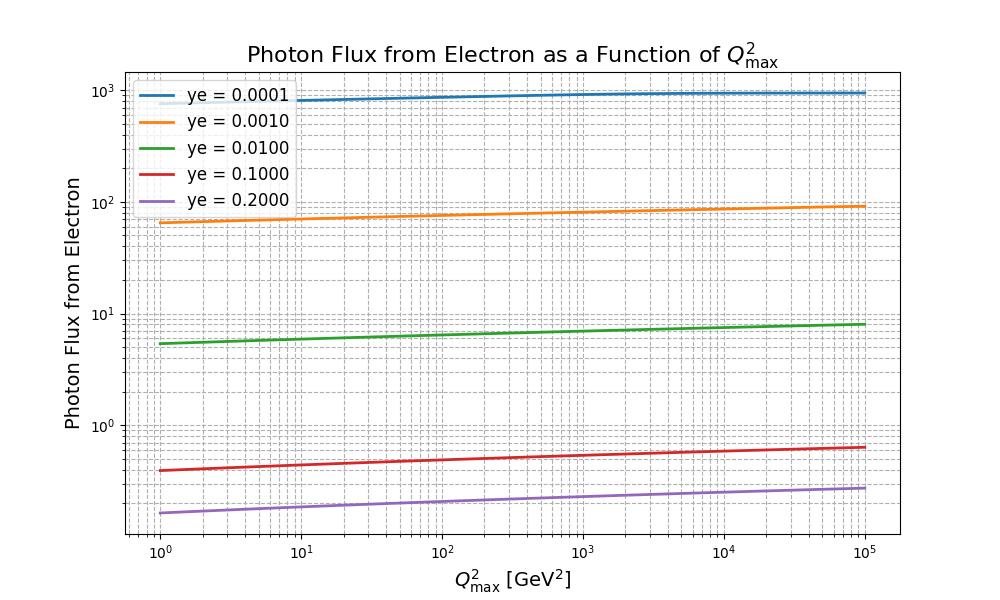 Photon Flux from Electron as a Function of Q²max
10³
10²
10¹
10⁰
Photon Flux from Electron
ye = 0.0001
ye = 0.0010
ye = 0.0100
ye = 0.1000
ye = 0.2000
10⁰ 10¹ 10² 10³ 10⁴ 10⁵
Q²max [GeV²]